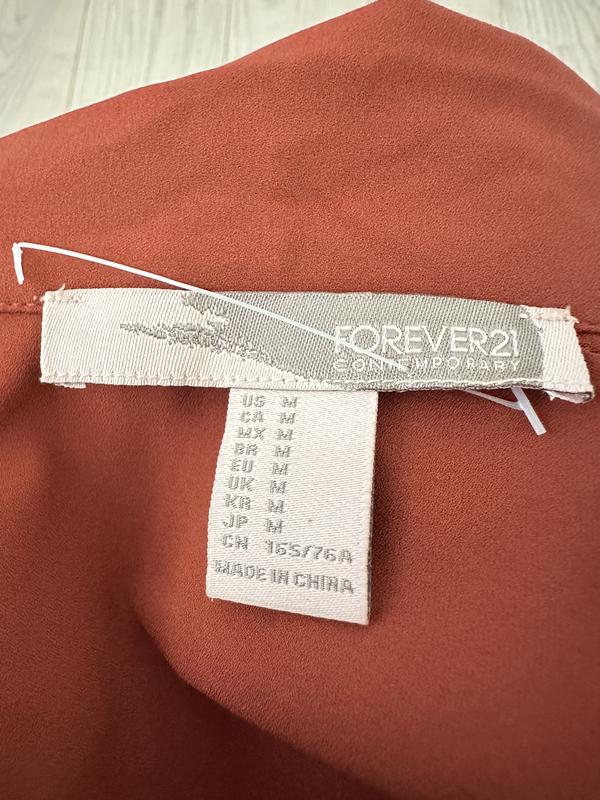 FOREVER21
CONTEMPORARY
US M
CA M
MX M
BR M
EU M
UK M
KR M
JP M
CN 165/76A
MADE IN CHINA